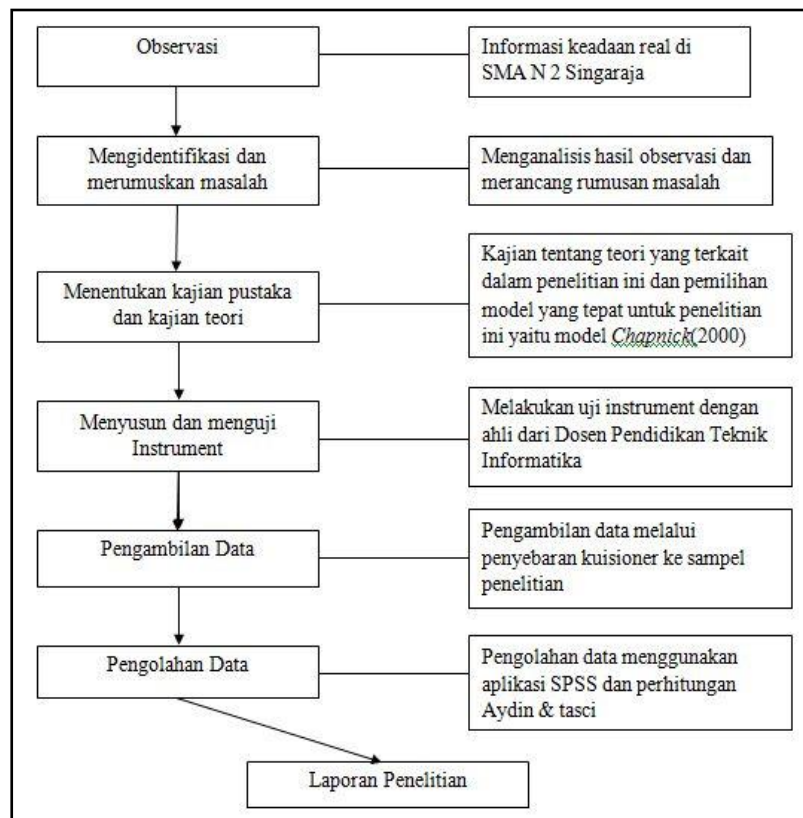 Observasi
Informasi keadaan real di
SMA N 2 Singaraja
Mengidentifikasi dan
merumuskan masalah
Menganalisis hasil observasi dan
merancang rumusan masalah
Menentukan kajian pustaka
dan kajian teori
Kajian tentang teori yang terkait
dalam penelitian ini dan pemilihan
model yang tepat untuk penelitian
ini yaitu model Chapnick(2000)
Menyusun dan menguji
Instrument
Melakukan uji instrument dengan
ahli dari Dosen Pendidikan Teknik
Informatika
Pengambilan Data
Pengambilan data melalui
penyebaran kuisioner ke sampel
penelitian
Pengolahan Data
Pengolahan data menggunakan
aplikasi SPSS dan perhitungan
Aydin & tasci
Laporan Penelitian